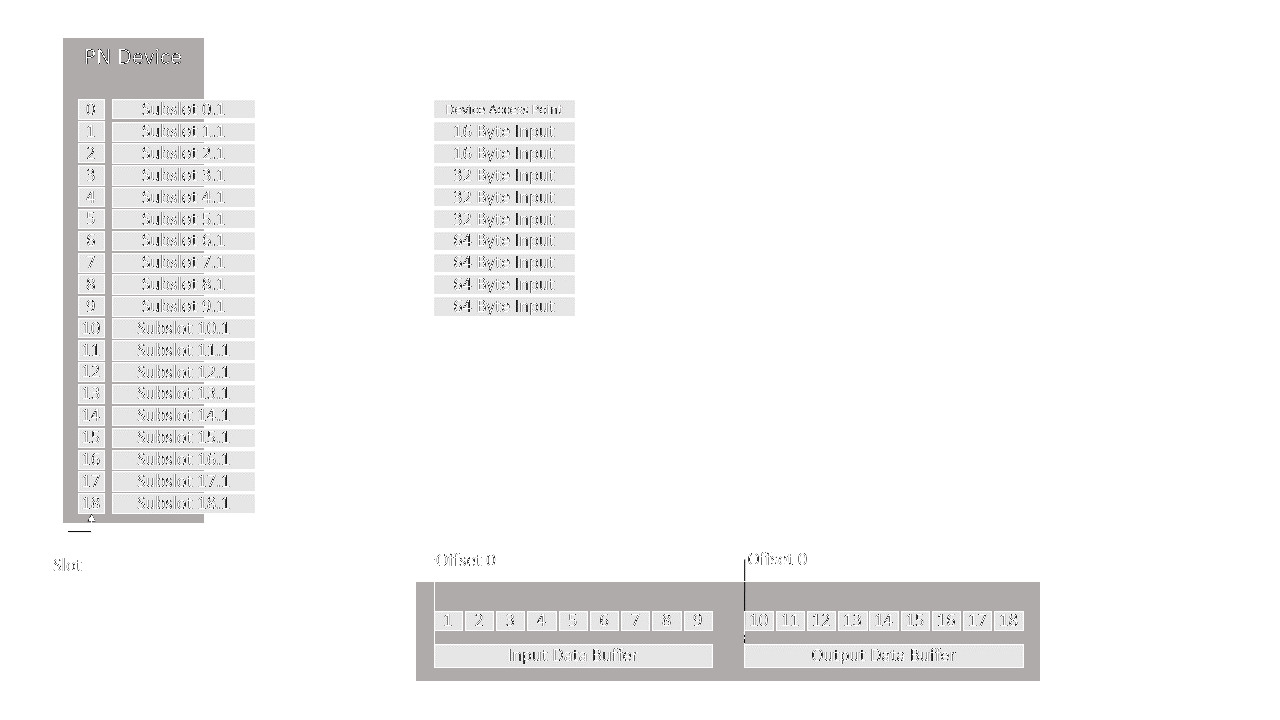 PN Device
0 Subslot 0.1 Device Access Point
1 Subslot 1.1 16 Byte Input
2 Subslot 2.1 16 Byte Input
3 Subslot 3.1 32 Byte Input
4 Subslot 4.1 32 Byte Input
5 Subslot 5.1 32 Byte Input
6 Subslot 6.1 64 Byte Input
7 Subslot 7.1 64 Byte Input
8 Subslot 8.1 64 Byte Input
9 Subslot 9.1 64 Byte Input
10 Subslot 10.1
11 Subslot 11.1
12 Subslot 12.1
13 Subslot 13.1
14 Subslot 14.1
15 Subslot 15.1
16 Subslot 16.1
17 Subslot 17.1
18 Subslot 18.1
Slot
Offset 0 Offset 0
1 2 3 4 5 6 7 8 9 10 11 12 13 14 15 16 17 18
Input Data Buffer Output Data Buffer